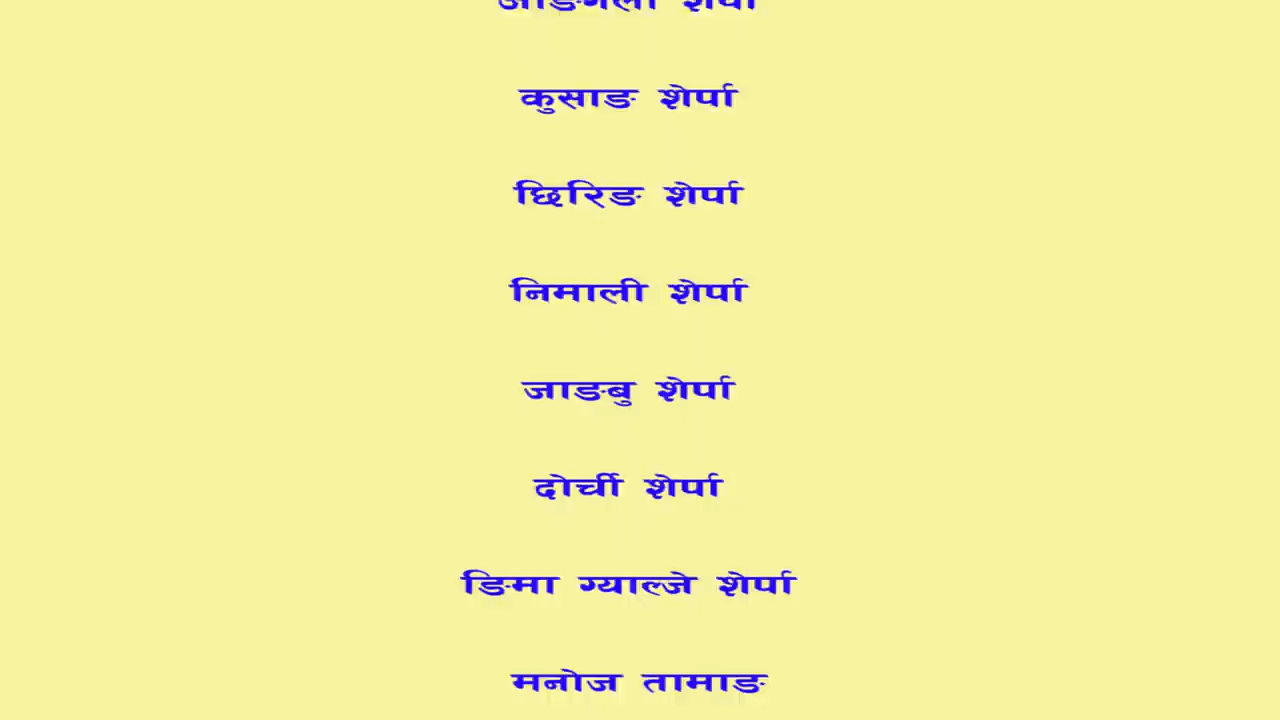 कुसाङ शेर्पा
छिरिङ शेर्पा
निमाली शेर्पा
जाङबु शेर्पा
दोर्ची शेर्पा
ङिमा ग्याल्जे शेर्पा
मनोज तामाङ